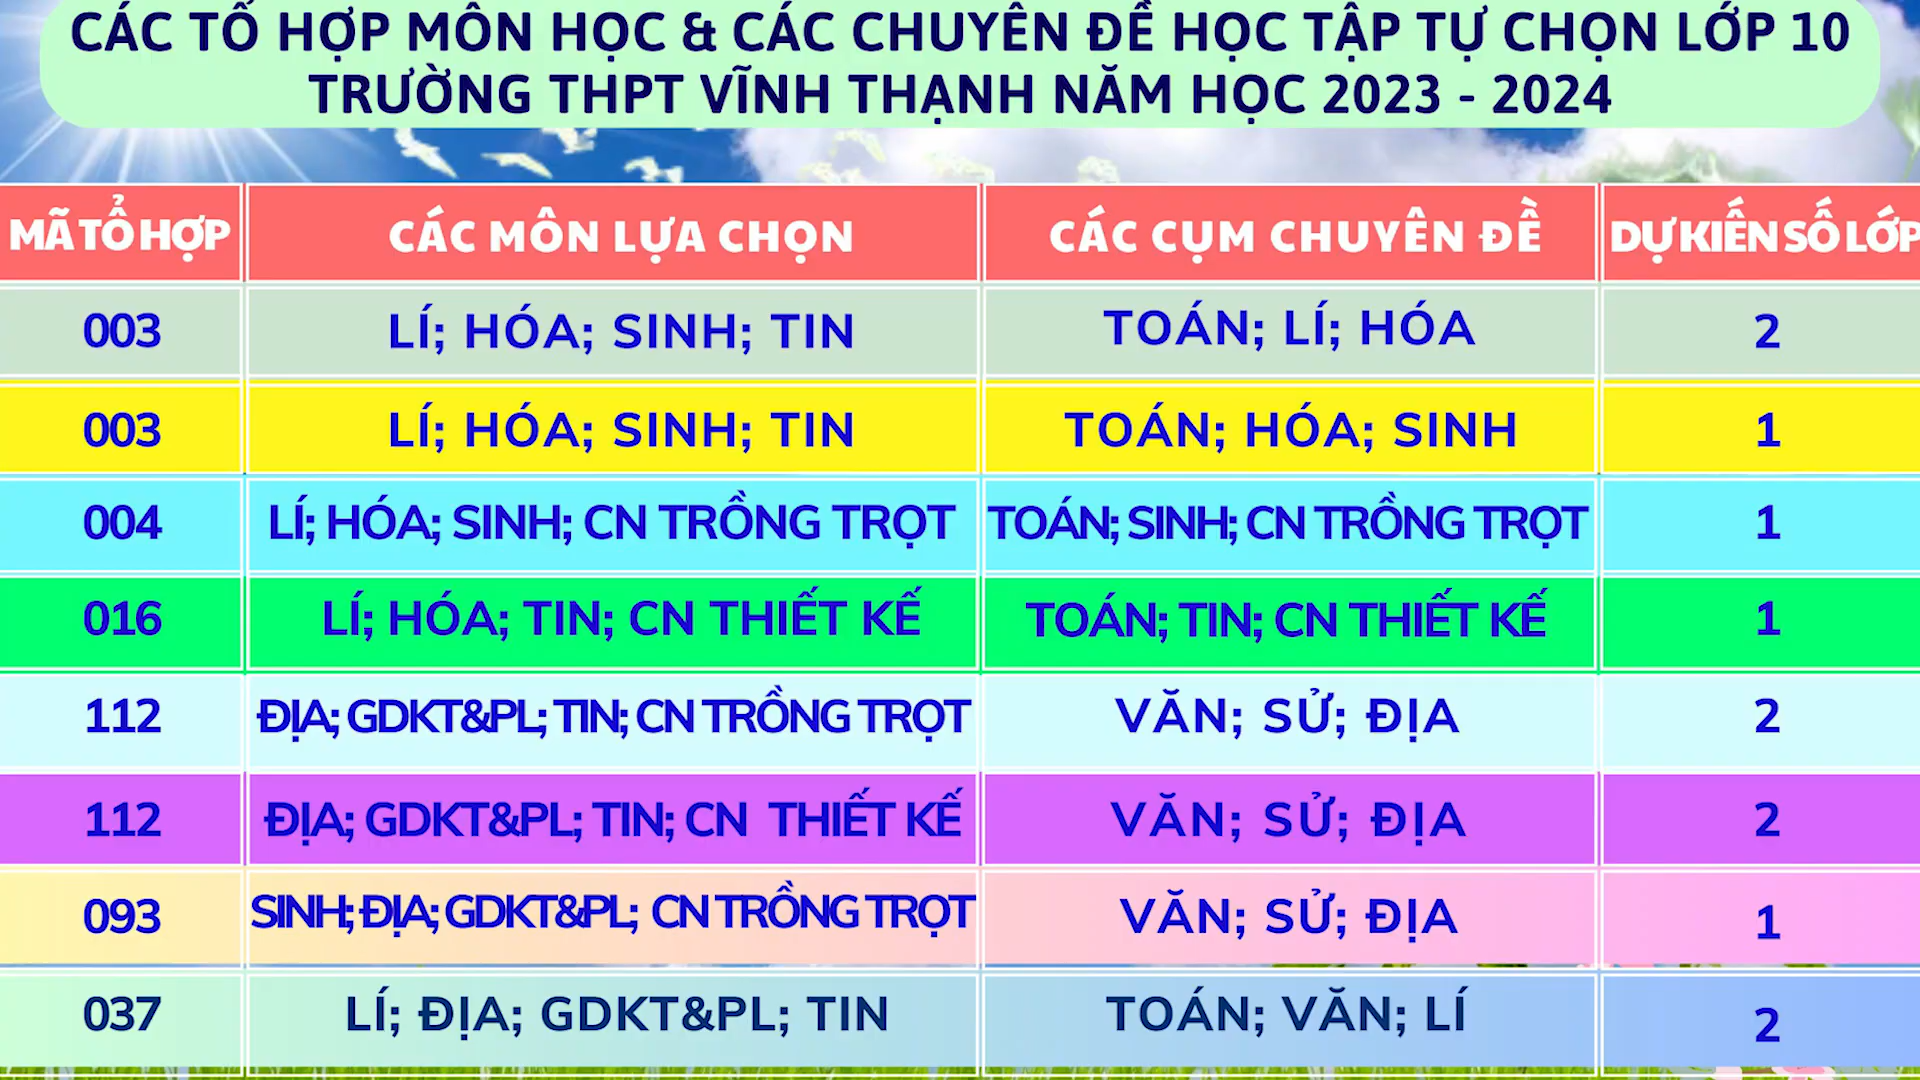 CÁC TỔ HỢP MÔN HỌC & CÁC CHUYÊN ĐỀ HỌC TẬP TỰ CHỌN LỚP 10
TRƯỜNG THPT VĨNH THẠNH NĂM HỌC 2023 - 2024
MÃ TỔ HỢP CÁC MÔN LỰA CHỌN CÁC CỤM CHUYÊN ĐỀ DỰ KIẾN SỐ LỚP
003 LÍ; HÓA; SINH; TIN TOÁN; LÍ; HÓA 2
003 LÍ; HÓA; SINH; TIN TOÁN; HÓA; SINH 1
004 LÍ; HÓA; SINH; CN TRỒNG TRỌT TOÁN; SINH; CN TRỒNG TRỌT 1
016 LÍ; HÓA; TIN; CN THIẾT KẾ TOÁN; TIN; CN THIẾT KẾ 1
112 ĐỊA; GDKT&PL; TIN; CN TRỒNG TRỌT VĂN; SỬ; ĐỊA 2
112 ĐỊA; GDKT&PL; TIN; CN THIẾT KẾ VĂN; SỬ; ĐỊA 2
093 SINH; ĐỊA; GDKT&PL; CN TRỒNG TRỌT VĂN; SỬ; ĐỊA 1
037 LÍ; ĐỊA; GDKT&PL; TIN TOÁN; VĂN; LÍ 2